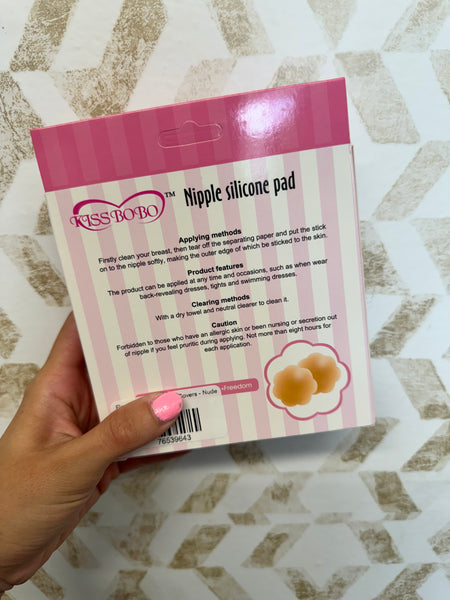 KISSBOBO™ Nipple silicone pad
Applying methods
Firstly clean your breast, then tear off the separating paper and put the stick
on to the nipple softly, making the outer edge of which be sticked to the skin.
Product features
The product can be applied at any time and occasions, such as when wear
back-revealing dresses, tights and swimming dresses.
Clearing methods
With a dry towel and neutral clearer to clean it.
Caution
Forbidden to those who have an allergic skin or been nursing or secretion out
of nipple if you feel pruritic during applying. Not more than eight hours for
each application.
Freedom
overs - Nude
76539643